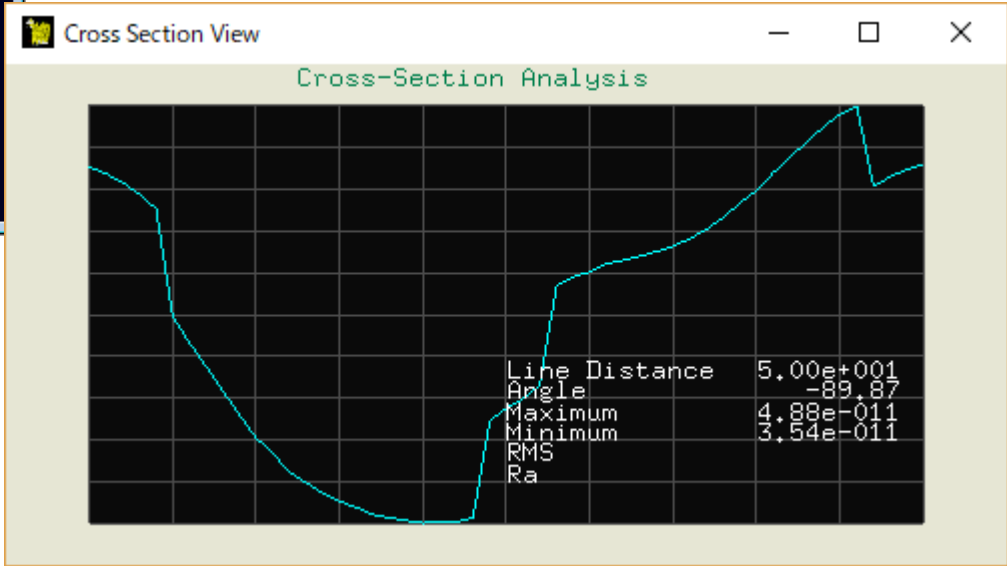 Cross Section View
Cross-Section Analysis
Line Distance 5.00e+001
Angle -89.87
Maximum 4.88e-011
Minimum 3.54e-011
RMS
Ra